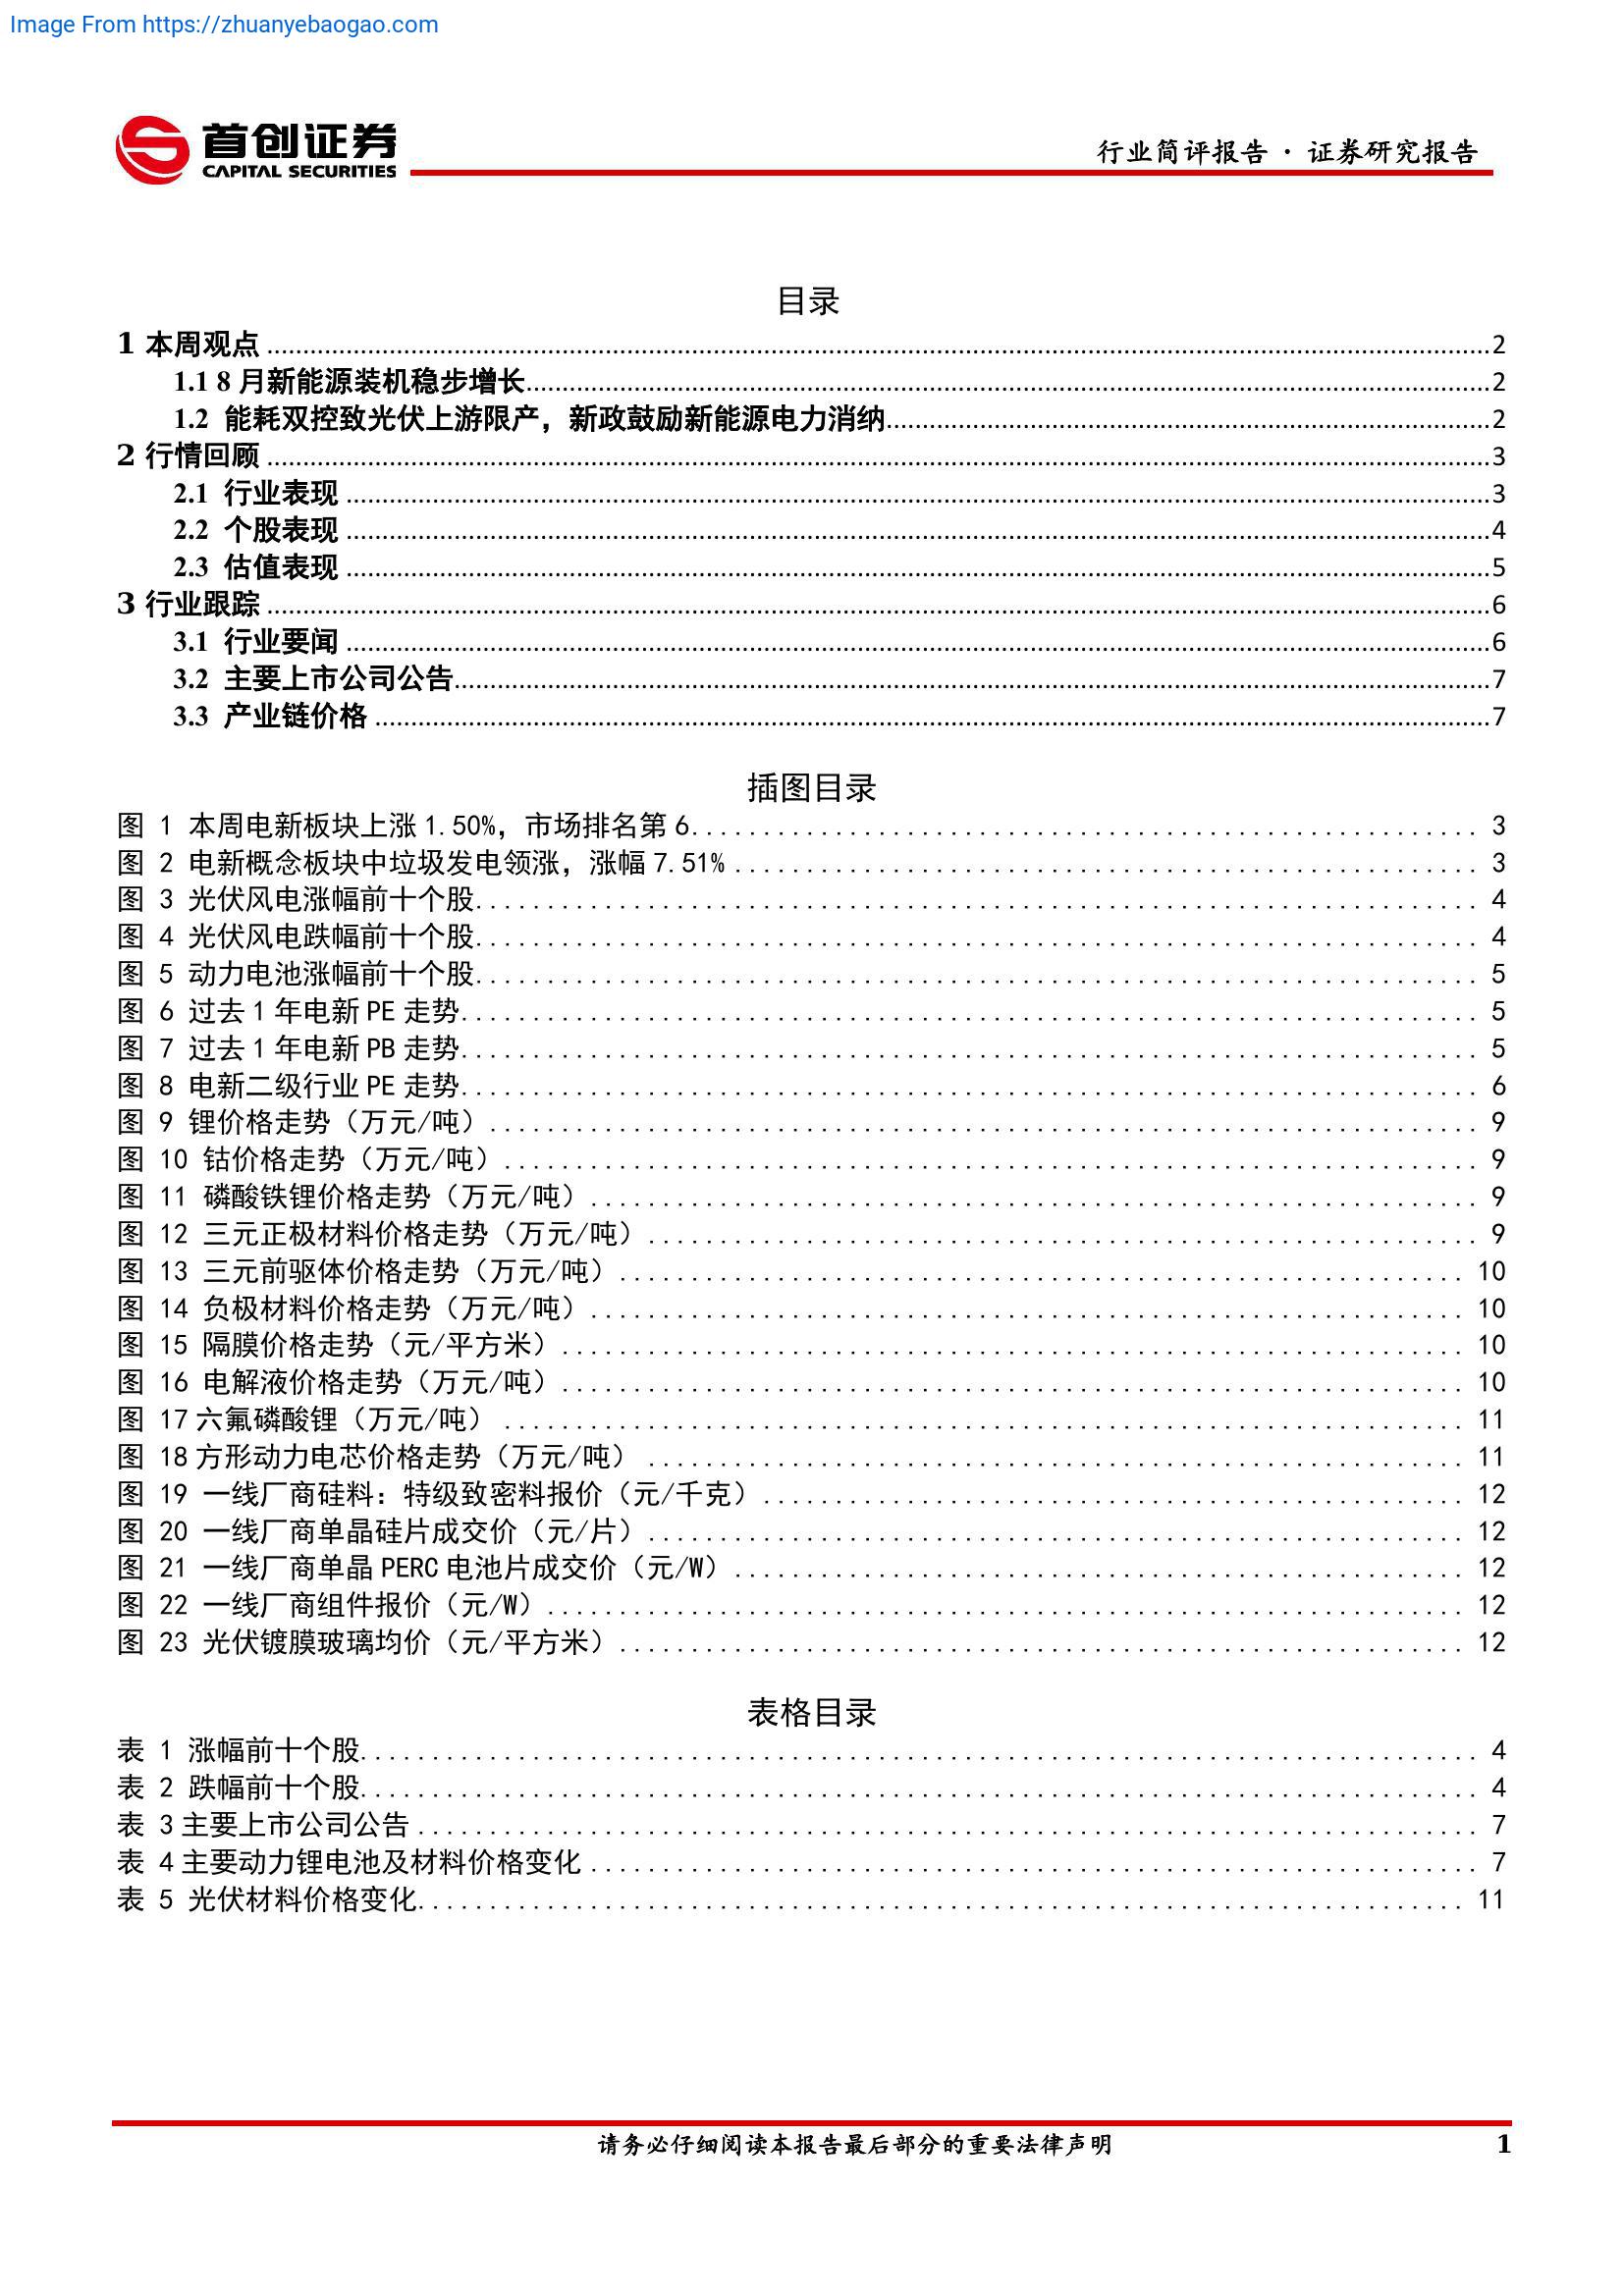 Image From https://zhuanyebaogao.com
首创证券
CAPITAL SECURITIES
行业简评报告 · 证券研究报告
目录
1 本周观点 2
1.1 8 月新能源装机稳步增长 2
1.2 能耗双控致光伏上游限产，新政鼓励新能源电力消纳 2
2 行情回顾 3
2.1 行业表现 3
2.2 个股表现 4
2.3 估值表现 5
3 行业跟踪 6
3.1 行业要闻 6
3.2 主要上市公司公告 7
3.3 产业链价格 7
插图目录
图 1 本周电新板块上涨 1.50%，市场排名第 6 3
图 2 电新概念板块中垃圾发电领涨，涨幅 7.51% 3
图 3 光伏风电涨幅前十个股 4
图 4 光伏风电跌幅前十个股 4
图 5 动力电池涨幅前十个股 5
图 6 过去 1 年电新 PE 走势 5
图 7 过去 1 年电新 PB 走势 5
图 8 电新二级行业 PE 走势 6
图 9 锂价格走势（万元/吨） 9
图 10 钴价格走势（万元/吨） 9
图 11 磷酸铁锂价格走势（万元/吨） 9
图 12 三元正极材料价格走势（万元/吨） 9
图 13 三元前驱体价格走势（万元/吨） 10
图 14 负极材料价格走势（万元/吨） 10
图 15 隔膜价格走势（元/平方米） 10
图 16 电解液价格走势（万元/吨） 10
图 17 六氟磷酸锂（万元/吨） 11
图 18 方形动力电芯价格走势（万元/吨） 11
图 19 一线厂商硅料：特级致密料报价（元/千克） 12
图 20 一线厂商单晶硅片成交价（元/片） 12
图 21 一线厂商单晶 PERC 电池片成交价（元/W） 12
图 22 一线厂商组件报价（元/W） 12
图 23 光伏镀膜玻璃均价（元/平方米） 12
表格目录
表 1 涨幅前十个股 4
表 2 跌幅前十个股 4
表 3 主要上市公司公告 7
表 4 主要动力锂电池及材料价格变化 7
表 5 光伏材料价格变化 11
请务必仔细阅读本报告最后部分的重要法律声明 1